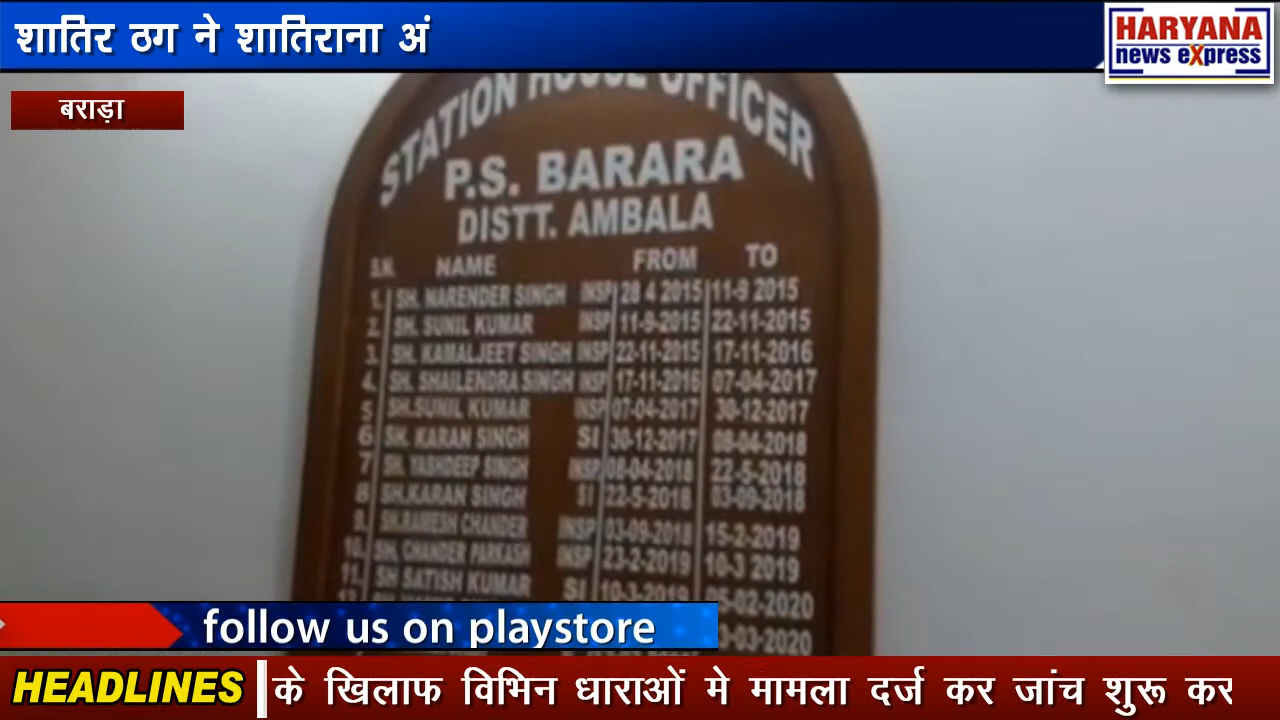 शातिर ठग ने शातिराना अं
HARYANA
news eXpress
बराड़ा
STATION HOUSE OFFICER
P.S. BARARA
DISTT. AMBALA
S.N. NAME FROM TO
1. SH. NARENDER SINGH INSP 28 4 2015 11-9 2015
2. SH. SUNIL KUMAR INSP 11-9-2015 22-11-2015
3. SH. KAMALJEET SINGH INSP 22-11-2015 17-11-2016
4. SH. SHAILENDRA SINGH INSP 17-11-2016 07-04-2017
5 SH.SUNIL KUMAR INSP 07-04-2017 30-12-2017
6 SH. KARAN SINGH SI 30-12-2017 08-04-2018
7 SH. YASHDEEP SINGH INSP 08-04-2018 22-5-2018
8 SH.KARAN SINGH SI 22-5-2018 03-09-2018
9. SH.RAMESH CHANDER INSP 03-09-2018 15-2-2019
10. SH. CHANDER PARKASH INSP 23-2-2019 10-3 2019
11. SH SATISH KUMAR SI 10-3-2019
-02-2020
3-03-2020
follow us on playstore
HEADLINES के खिलाफ विभिन धाराओं मे मामला दर्ज कर जांच शुरू कर